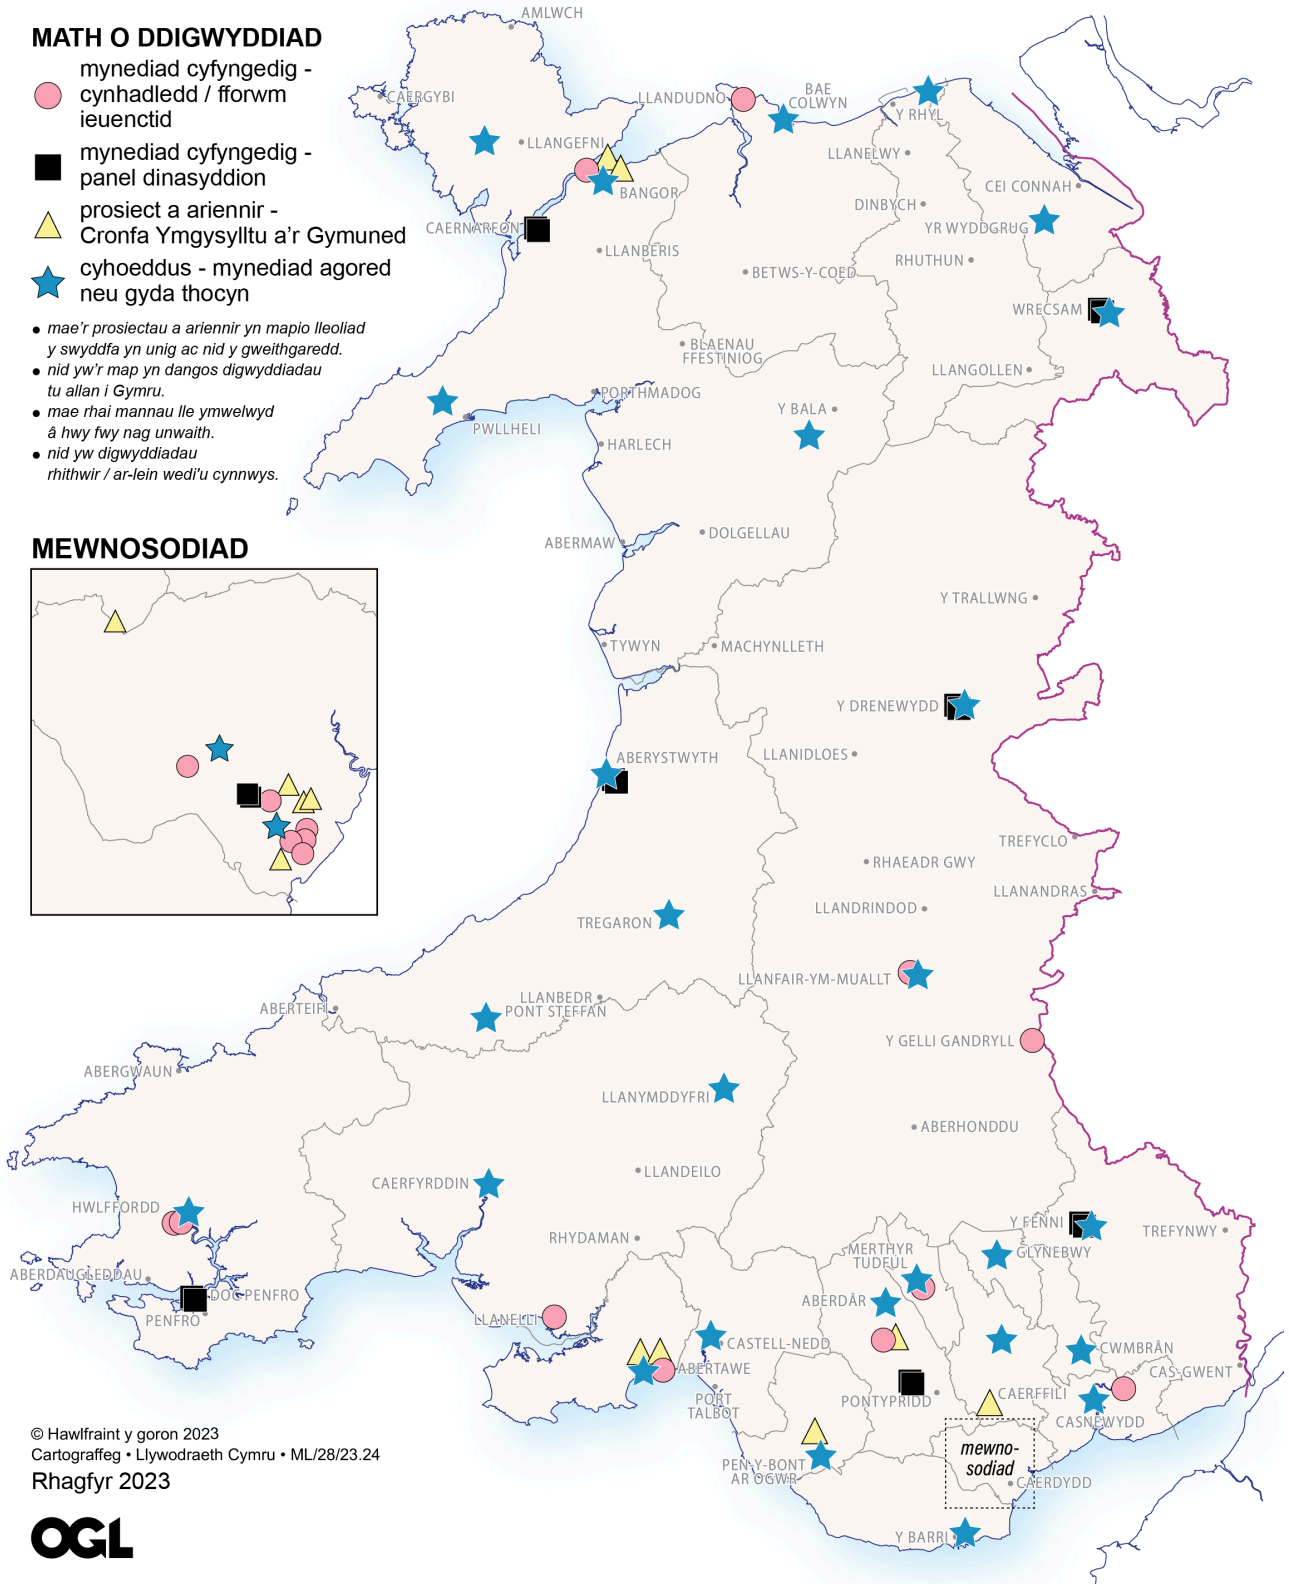 MATH O DDIGWYDDIAD
mynediad cyfyngedig -
cynhadledd / fforwm
ieuenctid
mynediad cyfyngedig -
panel dinasyddion
prosiect a ariennir -
Cronfa Ymgysylltu a’r Gymuned
cyhoeddus - mynediad agored
neu gyda thocyn
● mae’r prosiectau a ariennir yn mapio lleoliad
y swyddfa yn unig ac nid y gweithgaredd.
● nid yw’r map yn dangos digwyddiadau
tu allan i Gymru.
● mae rhai mannau lle ymwelwyd
â hwy fwy nag unwaith.
● nid yw digwyddiadau
rhithwir / ar-lein wedi'u cynnwys.
MEWNOSODIAD
AMLWCH
CAERGYBI
LLANDUDNO
BAE
COLWYN
Y RHYL
LLANGEFNI
LLANELWY
BANGOR
CEI CONNAH
DINBYCH
CAERNARFON
YR WYDDGRUG
LLANBERIS
RHUTHUN
BETWS-Y-COED
WRECSAM
BLAENAU
FFESTINIOG
LLANGOLLEN
PORTHMADOG
Y BALA
PWLLHELI
HARLECH
DOLGELLAU
ABERMAW
Y TRALLWNG
TYWYN
MACHYNLLETH
Y DRENEWYDD
ABERYSTWYTH
LLANIDLOES
TREFYCLO
RHAEADR GWY
LLANANDRAS
LLANDRINDOD
TREGARON
LLANFAIR-YM-MUALLT
LLANBEDR
PONT STEFFAN
ABERTEIFI
Y GELLI GANDRYLL
ABERGWAUN
LLANYMDDYFRI
ABERHONDDU
LLANDEILO
CAERFYRDDIN
HWLFFORDD
Y FENNI
TREFYNWY
RHYDAMAN
MERTHYR
TUDFUL
GLYNEBWY
ABERDAUGLEDDAU
DOC PENFRO
PENFRO
ABERDÂR
LLANELLI
CASTELL-NEDD
CWMBRÂN
ABERTAWE
CAS-GWENT
PORT
TALBOT
PONTYPRIDD
CAERFFILI
CASNEWYDD
PEN-Y-BONT
AR OGWR
mewno-
sodiad
CAERDYDD
Y BARRI
© Hawlfraint y goron 2023
Cartograffeg • Llywodraeth Cymru • ML/28/23.24
Rhagfyr 2023
OGL